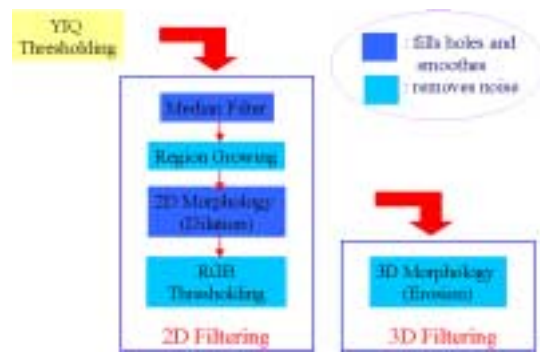 YIQ
Thresholding
: fills holes and
smoothes
: removes noise
Median Filter
Region Growing
2D Morphology
(Dilation)
RGB
Thresholding
2D Filtering
3D Morphology
(Erosion)
3D Filtering